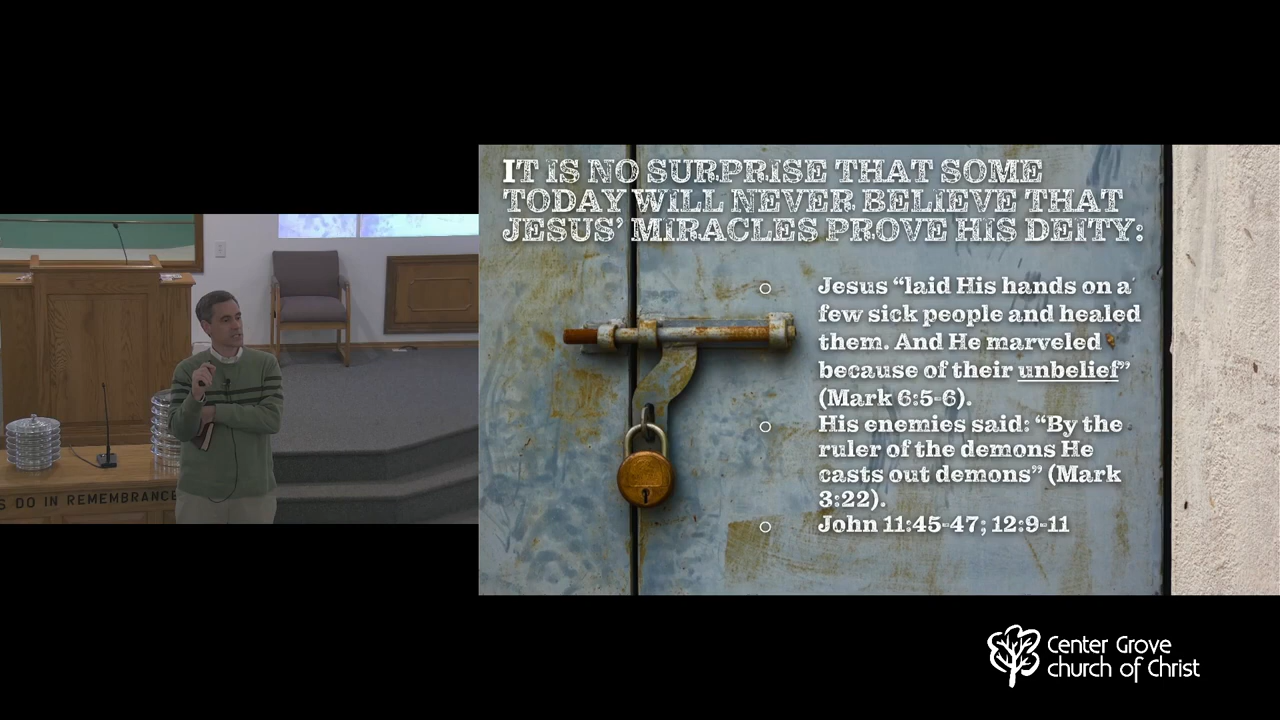 IT IS NO SURPRISE THAT SOME
TODAY WILL NEVER BELIEVE THAT
JESUS' MIRACLES PROVE HIS DEITY:
Jesus “laid His hands on a
few sick people and healed
them. And He marveled
because of their unbelief”
(Mark 6:5-6).
His enemies said: “By the
ruler of the demons He
casts out demons” (Mark
3:22).
John 11:45-47; 12:9-11
S DO IN REMEMBRANCE
Center Grove
church of Christ